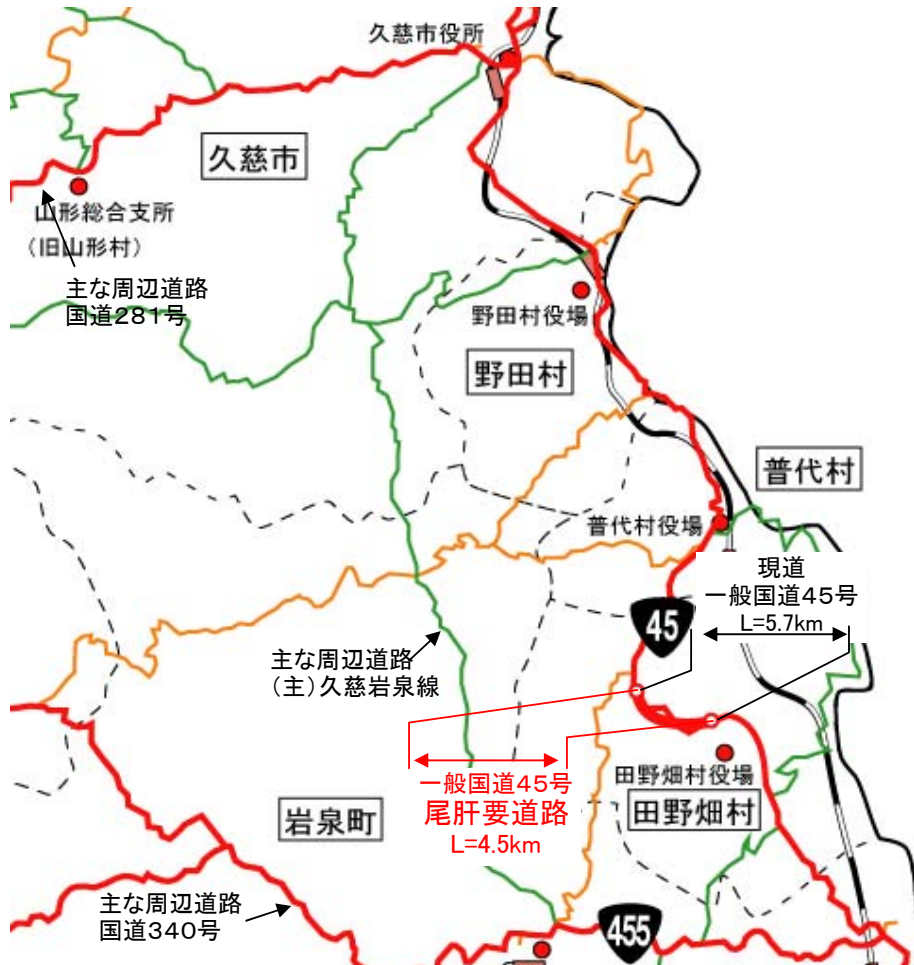 久慈市役所
久慈市
山形総合支所
(旧山形村)
主な周辺道路
国道281号
野田村役場
野田村
普代村
普代村役場
現道
一般国道45号
L=5.7km
45
主な周辺道路
(主)久慈岩泉線
一般国道45号
尾肝要道路
L=4.5km
田野畑村役場
田野畑村
岩泉町
主な周辺道路
国道340号
455